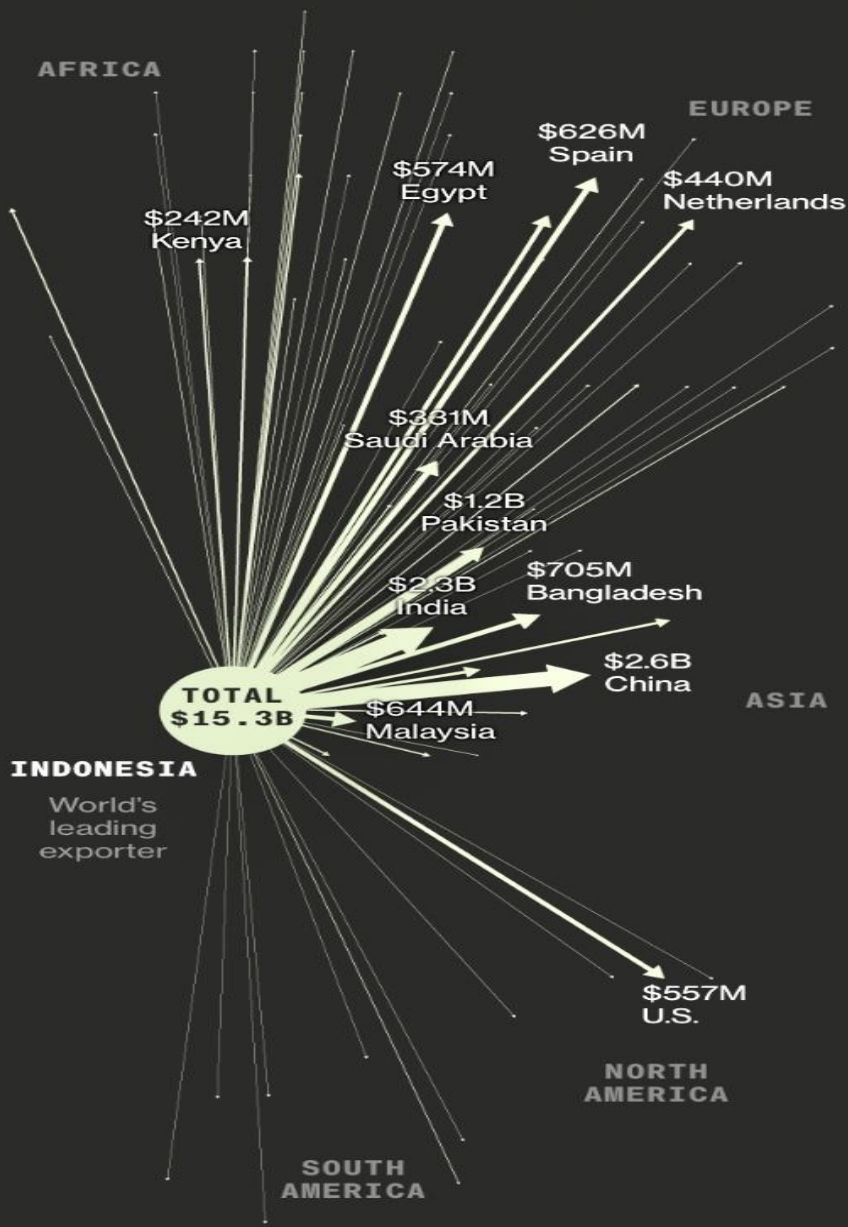 AFRICA
EUROPE
$626M
Spain
$574M
Egypt
$440M
Netherlands
$242M
Kenya
$331M
Saudi Arabia
$1.2B
Pakistan
$2.3B
India
$705M
Bangladesh
$2.6B
China
TOTAL
$15.3B
$644M
Malaysia
ASIA
INDONESIA
World's
leading
exporter
$557M
U.S.
NORTH
AMERICA
SOUTH
AMERICA